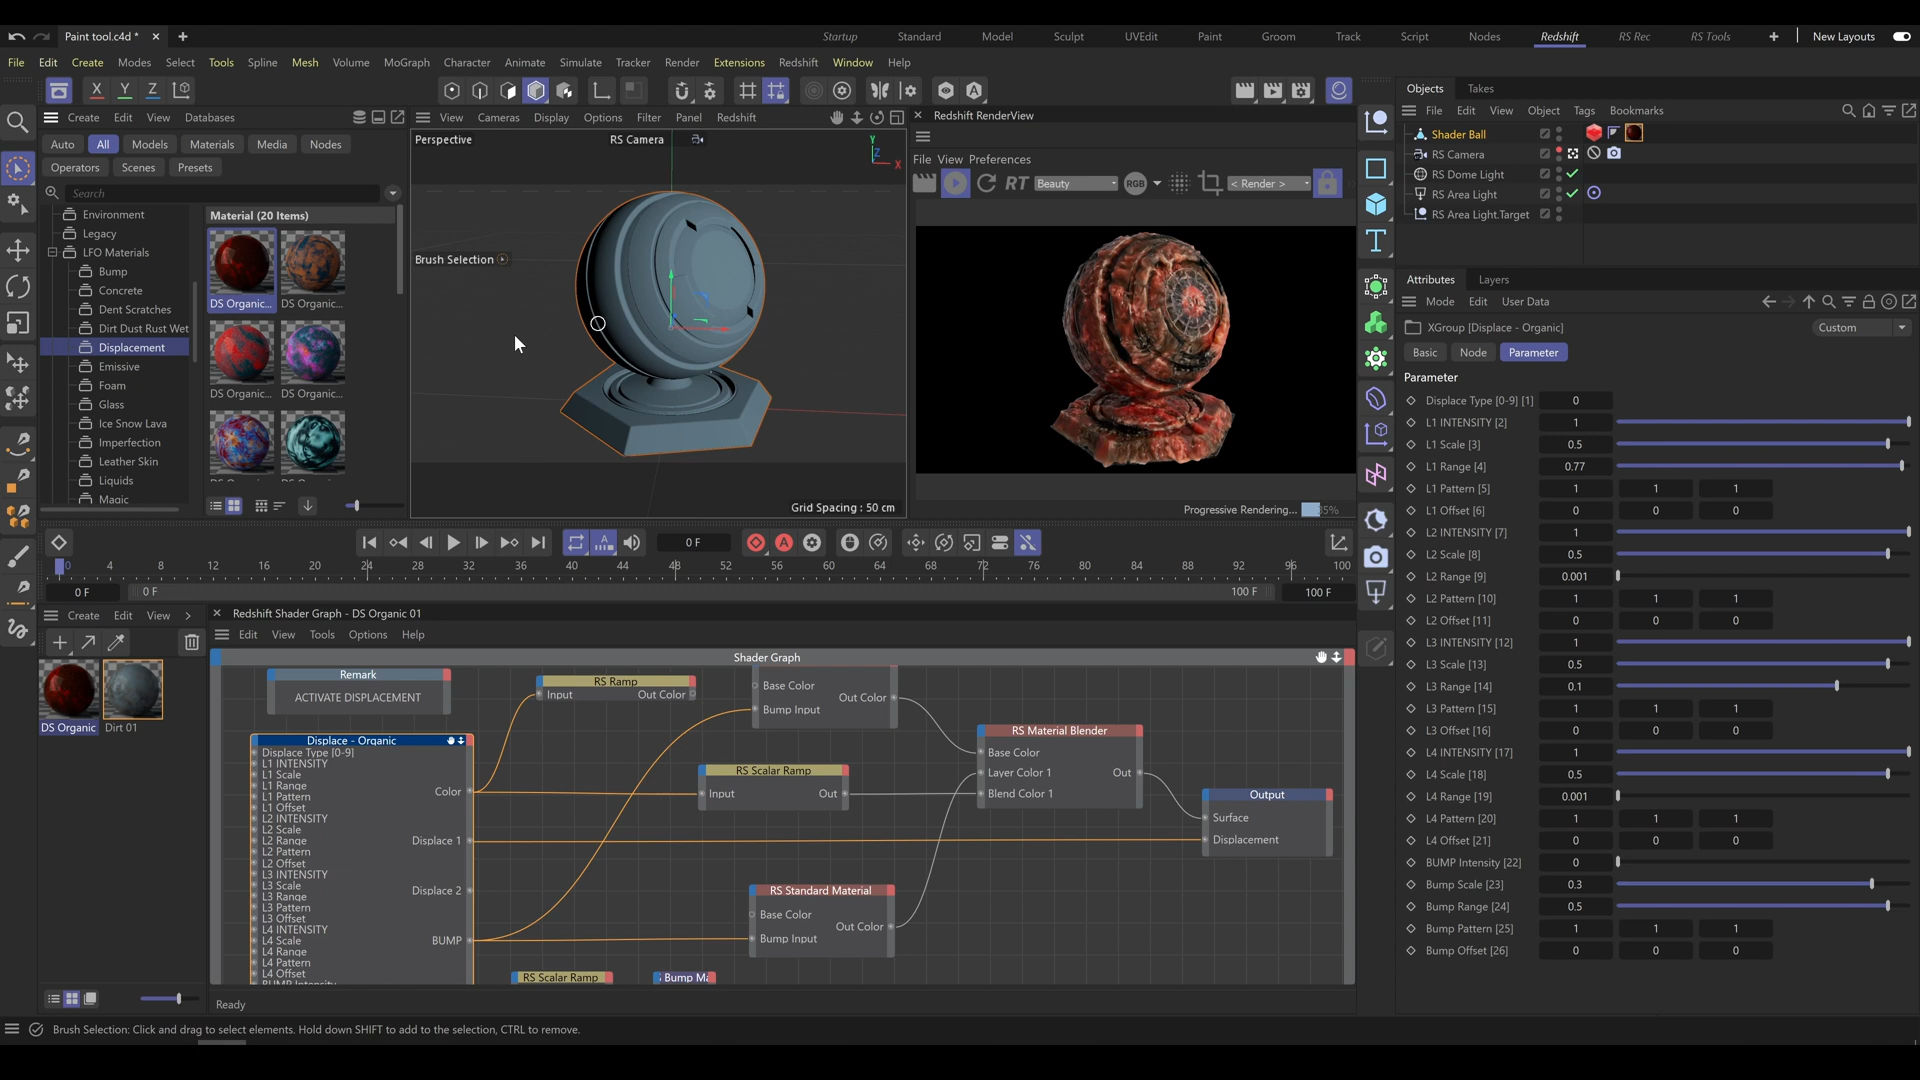 Paint tool.c4d *
Startup
Standard
Model
Sculpt
UVEdit
Paint
Groom
Track
Script
Nodes
Redshift
RS Rec
RS Tools
New Layouts
File
Edit
Create
Modes
Select
Tools
Spline
Mesh
Volume
MoGraph
Character
Animate
Simulate
Tracker
Render
Extensions
Redshift
Window
Help
X
Y
Z
Create
Edit
View
Databases
Auto
All
Models
Materials
Media
Nodes
Operators
Scenes
Presets
Search
Environment
Legacy
LFO Materials
Bump
Concrete
Dent Scratches
Dirt Dust Rust Wet
Displacement
Emissive
Foam
Glass
Ice Snow Lava
Imperfection
Leather Skin
Liquids
Magic
Material (20 Items)
DS Organic...
DS Organic...
DS Organic...
DS Organic...
View
Cameras
Display
Options
Filter
Panel
Redshift
Perspective
RS Camera
Y
Z
X
Brush Selection
Grid Spacing : 50 cm
Redshift RenderView
File View Preferences
RT
Beauty
RGB
< Render >
Progressive Rendering...
Objects
Takes
File
Edit
View
Object
Tags
Bookmarks
Shader Ball
RS Camera
RS Dome Light
RS Area Light
RS Area Light.Target
Attributes
Layers
Mode
Edit
User Data
XGroup [Displace - Organic]
Custom
Basic
Node
Parameter
Parameter
Displace Type [0-9] [1] 0
L1 INTENSITY [2] 1
L1 Scale [3] 0.5
L1 Range [4] 0.77
L1 Pattern [5] 1 1 1
L1 Offset [6] 0 0 0
L2 INTENSITY [7] 1
L2 Scale [8] 0.5
L2 Range [9] 0.001
L2 Pattern [10] 1 1 1
L2 Offset [11] 0 0 0
L3 INTENSITY [12] 1
L3 Scale [13] 0.5
L3 Range [14] 0.1
L3 Pattern [15] 1 1 1
L3 Offset [16] 0 0 0
L4 INTENSITY [17] 1
L4 Scale [18] 0.5
L4 Range [19] 0.001
L4 Pattern [20] 1 1 1
L4 Offset [21] 0 0 0
BUMP Intensity [22] 0
Bump Scale [23] 0.3
Bump Range [24] 0.5
Bump Pattern [25] 1 1 1
Bump Offset [26] 0 0 0
0 F
0 4 8 12 16 20 24 28 32 36 40 44 48 52 56 60 64 68 72 76 80 84 88 92 96 100
0 F
0 F
100 F
100 F
Create
Edit
View
DS Organic
Dirt 01
Redshift Shader Graph - DS Organic 01
Edit
View
Tools
Options
Help
Shader Graph
Remark
ACTIVATE DISPLACEMENT
Displace - Organic
Displace Type [0-9]
L1 INTENSITY
L1 Scale
L1 Range
L1 Pattern
L1 Offset
L2 INTENSITY
L2 Scale
L2 Range
L2 Pattern
L2 Offset
L3 INTENSITY
L3 Scale
L3 Range
L3 Pattern
L3 Offset
L4 INTENSITY
L4 Scale
L4 Range
L4 Pattern
L4 Offset
BUMP Intensity
Color
Displace 1
Displace 2
BUMP
RS Ramp
Input
Out Color
Base Color
Bump Input
Out Color
RS Scalar Ramp
Input
Out
RS Material Blender
Base Color
Layer Color 1
Blend Color 1
Out
Output
Surface
Displacement
RS Standard Material
Base Color
Bump Input
Out Color
RS Scalar Ramp
Bump Ma
Ready
Brush Selection: Click and drag to select elements. Hold down SHIFT to add to the selection, CTRL to remove.